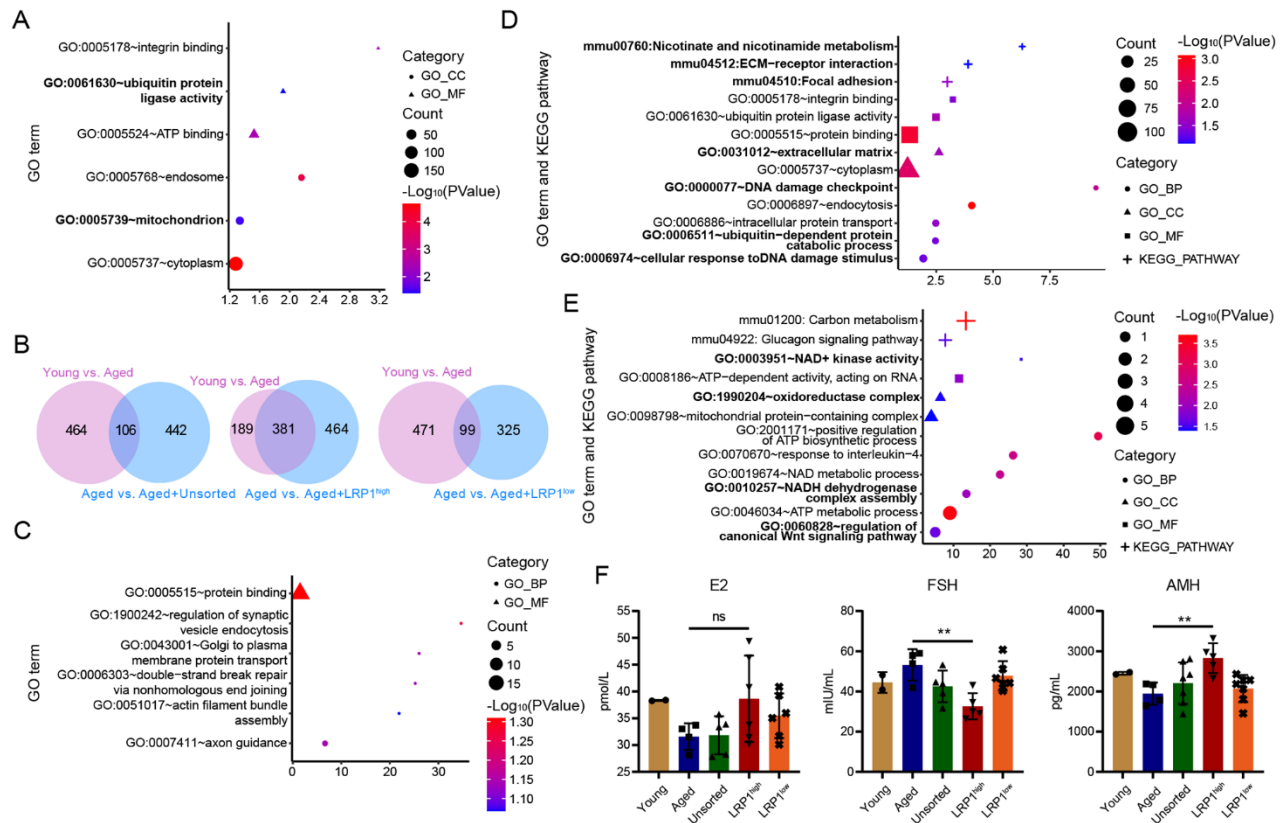 A
GO term
GO:0005178~integrin binding
GO:0061630~ubiquitin protein
ligase activity
GO:0005524~ATP binding
GO:0005768~endosome
GO:0005739~mitochondrion
GO:0005737~cytoplasm
1.2 1.6 2.0 2.4 2.8 3.2
Category
GO_CC
GO_MF
Count
50
100
150
-Log10(PValue)
4
3
2
B
Young vs. Aged
464 106 442
Aged vs. Aged+Unsorted
Young vs. Aged
189 381 464
Aged vs. Aged+LRP1high
Young vs. Aged
471 99 325
Aged vs. Aged+LRP1low
C
GO term
GO:0005515~protein binding
GO:1900242~regulation of synaptic
vesicle endocytosis
GO:0043001~Golgi to plasma
membrane protein transport
GO:0006303~double-strand break repair
via nonhomologous end joining
GO:0051017~actin filament bundle
assembly
GO:0007411~axon guidance
0 10 20 30
Category
GO_BP
GO_MF
Count
5
10
15
-Log10(PValue)
1.30
1.25
1.20
1.15
1.10
D
GO term and KEGG pathway
mmu00760:Nicotinate and nicotinamide metabolism
mmu04512:ECM-receptor interaction
mmu04510:Focal adhesion
GO:0005178~integrin binding
GO:0061630~ubiquitin protein ligase activity
GO:0005515~protein binding
GO:0031012~extracellular matrix
GO:0005737~cytoplasm
GO:0000077~DNA damage checkpoint
GO:0006897~endocytosis
GO:0006886~intracellular protein transport
GO:0006511~ubiquitin-dependent protein
catabolic process
GO:0006974~cellular response toDNA damage stimulus
2.5 5.0 7.5
Count
25
50
75
100
-Log10(PValue)
3.0
2.5
2.0
1.5
Category
GO_BP
GO_CC
GO_MF
KEGG_PATHWAY
E
GO term and KEGG pathway
mmu01200: Carbon metabolism
mmu04922: Glucagon signaling pathway
GO:0003951~NAD+ kinase activity
GO:0008186~ATP-dependent activity, acting on RNA
GO:1990204~oxidoreductase complex
GO:0098798~mitochondrial protein-containing complex
GO:2001171~positive regulation
of ATP biosynthetic process
GO:0070670~response to interleukin-4
GO:0019674~NAD metabolic process
GO:0010257~NADH dehydrogenase
complex assembly
GO:0046034~ATP metabolic process
GO:0060828~regulation of
canonical Wnt signaling pathway
10 20 30 40 50
Count
1
2
3
4
5
-Log10(PValue)
3.5
3.0
2.5
2.0
1.5
Category
GO_BP
GO_CC
GO_MF
KEGG_PATHWAY
F
E2
pmol/L
60
55
50
45
40
35
30
25
ns
Young Aged Unsorted LRP1high LRP1low
FSH
mIU/mL
80
60
40
20
0
**
Young Aged Unsorted LRP1high LRP1low
AMH
pg/mL
4000
3000
2000
1000
0
**
Young Aged Unsorted LRP1high LRP1low